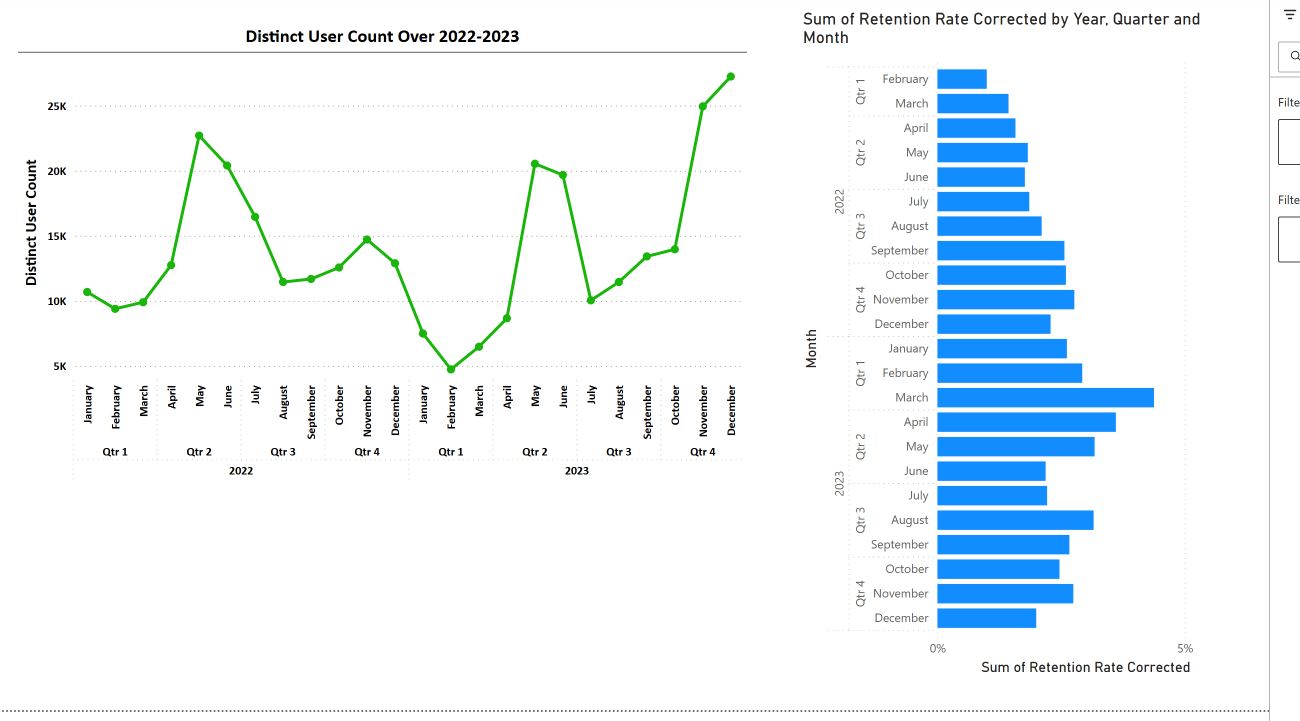 Distinct User Count Over 2022-2023
Distinct User Count
25K
20K
15K
10K
5K
January
February
March
April
May
June
July
August
September
October
November
December
January
February
March
April
May
June
July
August
September
October
November
December
Qtr 1
Qtr 2
Qtr 3
Qtr 4
Qtr 1
Qtr 2
Qtr 3
Qtr 4
2022
2023
Sum of Retention Rate Corrected by Year, Quarter and
Month
Month
2022
Qtr 1
February
March
Qtr 2
April
May
June
Qtr 3
July
August
September
Qtr 4
October
November
December
2023
Qtr 1
January
February
March
Qtr 2
April
May
June
Qtr 3
July
August
September
Qtr 4
October
November
December
0%
5%
Sum of Retention Rate Corrected
Filte
Filte